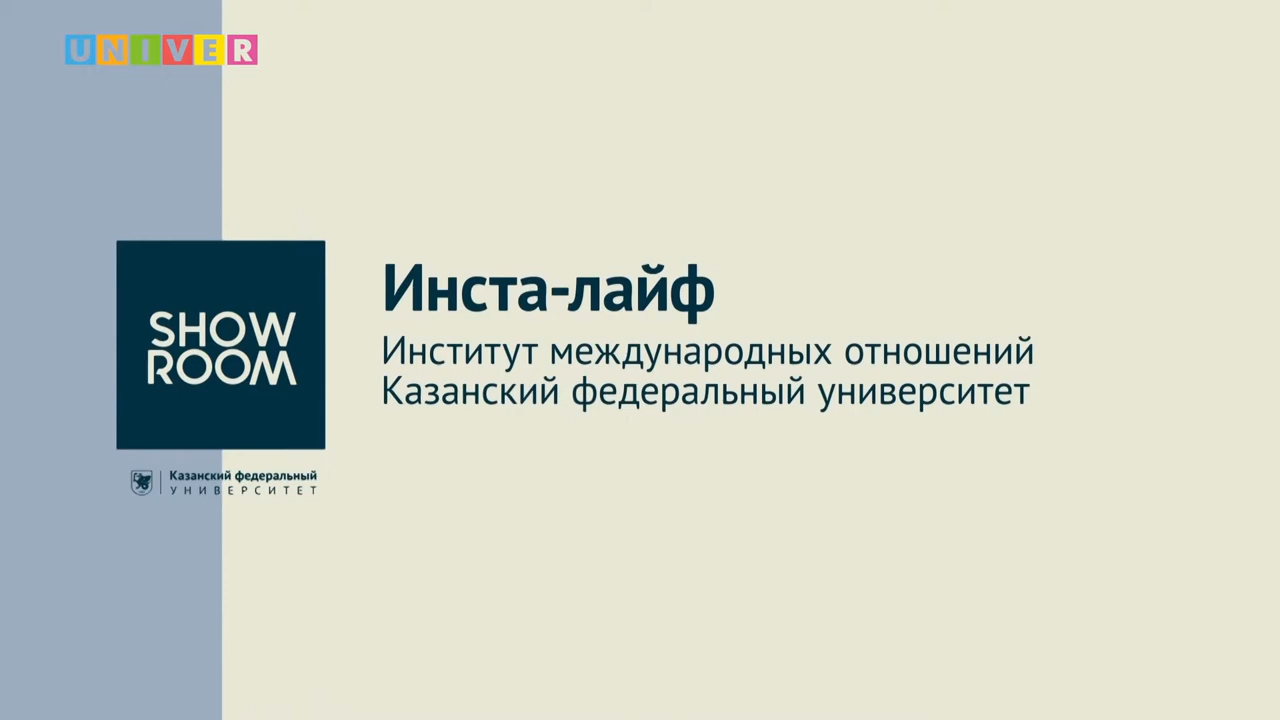 UNIVER
SHOW
ROOM
Казанский федеральный
УНИВЕРСИТЕТ
Инста-лайф
Институт международных отношений
Казанский федеральный университет